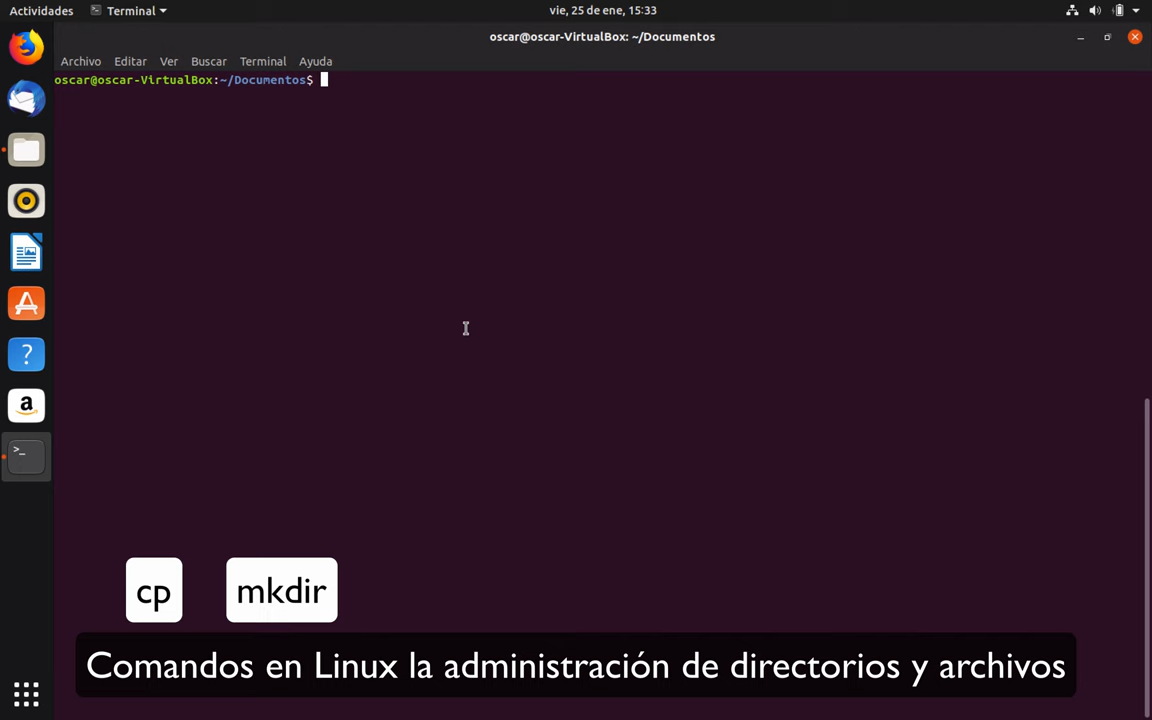 Actividades Terminal vie, 25 de ene, 15:33
oscar@oscar-VirtualBox: ~/Documentos
Archivo Editar Ver Buscar Terminal Ayuda
oscar@oscar-VirtualBox:~/Documentos$
?
a
>_
cp mkdir
Comandos en Linux la administración de directorios y archivos